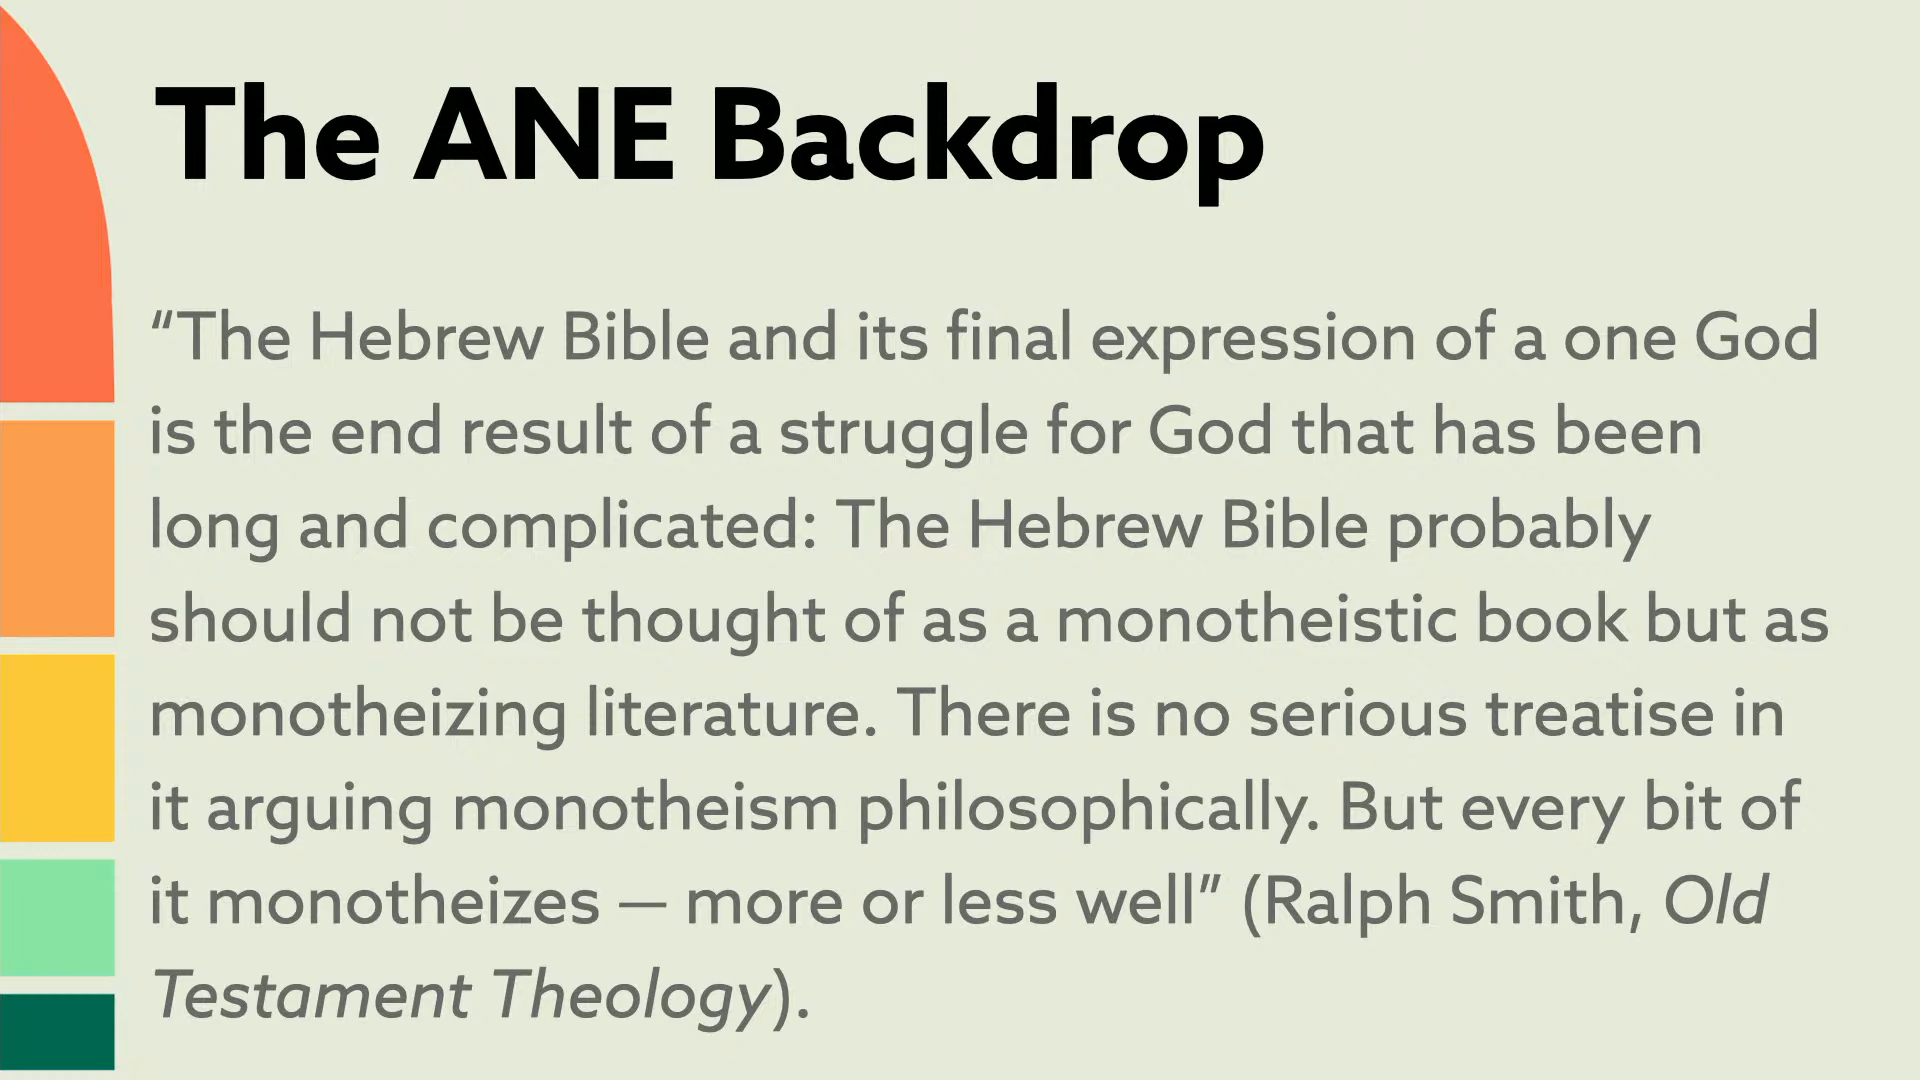 The ANE Backdrop
“The Hebrew Bible and its final expression of a one God
is the end result of a struggle for God that has been
long and complicated: The Hebrew Bible probably
should not be thought of as a monotheistic book but as
monotheizing literature. There is no serious treatise in
it arguing monotheism philosophically. But every bit of
it monotheizes — more or less well” (Ralph Smith, Old
Testament Theology).